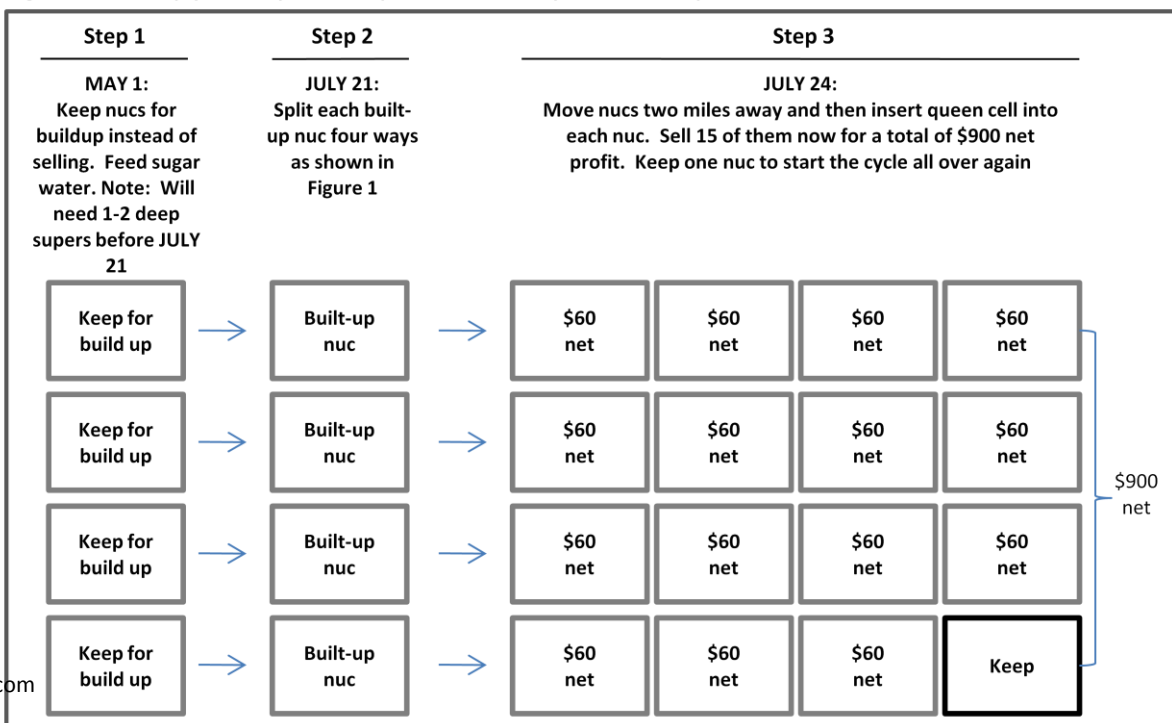 Step 1
MAY 1:
Keep nucs for
buildup instead of
selling. Feed sugar
water. Note: Will
need 1-2 deep
supers before JULY
21
Step 2
JULY 21:
Split each built-
up nuc four ways
as shown in
Figure 1
Step 3
JULY 24:
Move nucs two miles away and then insert queen cell into
each nuc. Sell 15 of them now for a total of $900 net
profit. Keep one nuc to start the cycle all over again
Keep for
build up
Built-up
nuc
$60
net
$60
net
$60
net
$60
net
Keep for
build up
Built-up
nuc
$60
net
$60
net
$60
net
$60
net
Keep for
build up
Built-up
nuc
$60
net
$60
net
$60
net
$60
net
Keep for
build up
Built-up
nuc
$60
net
$60
net
$60
net
Keep
$900
net
com